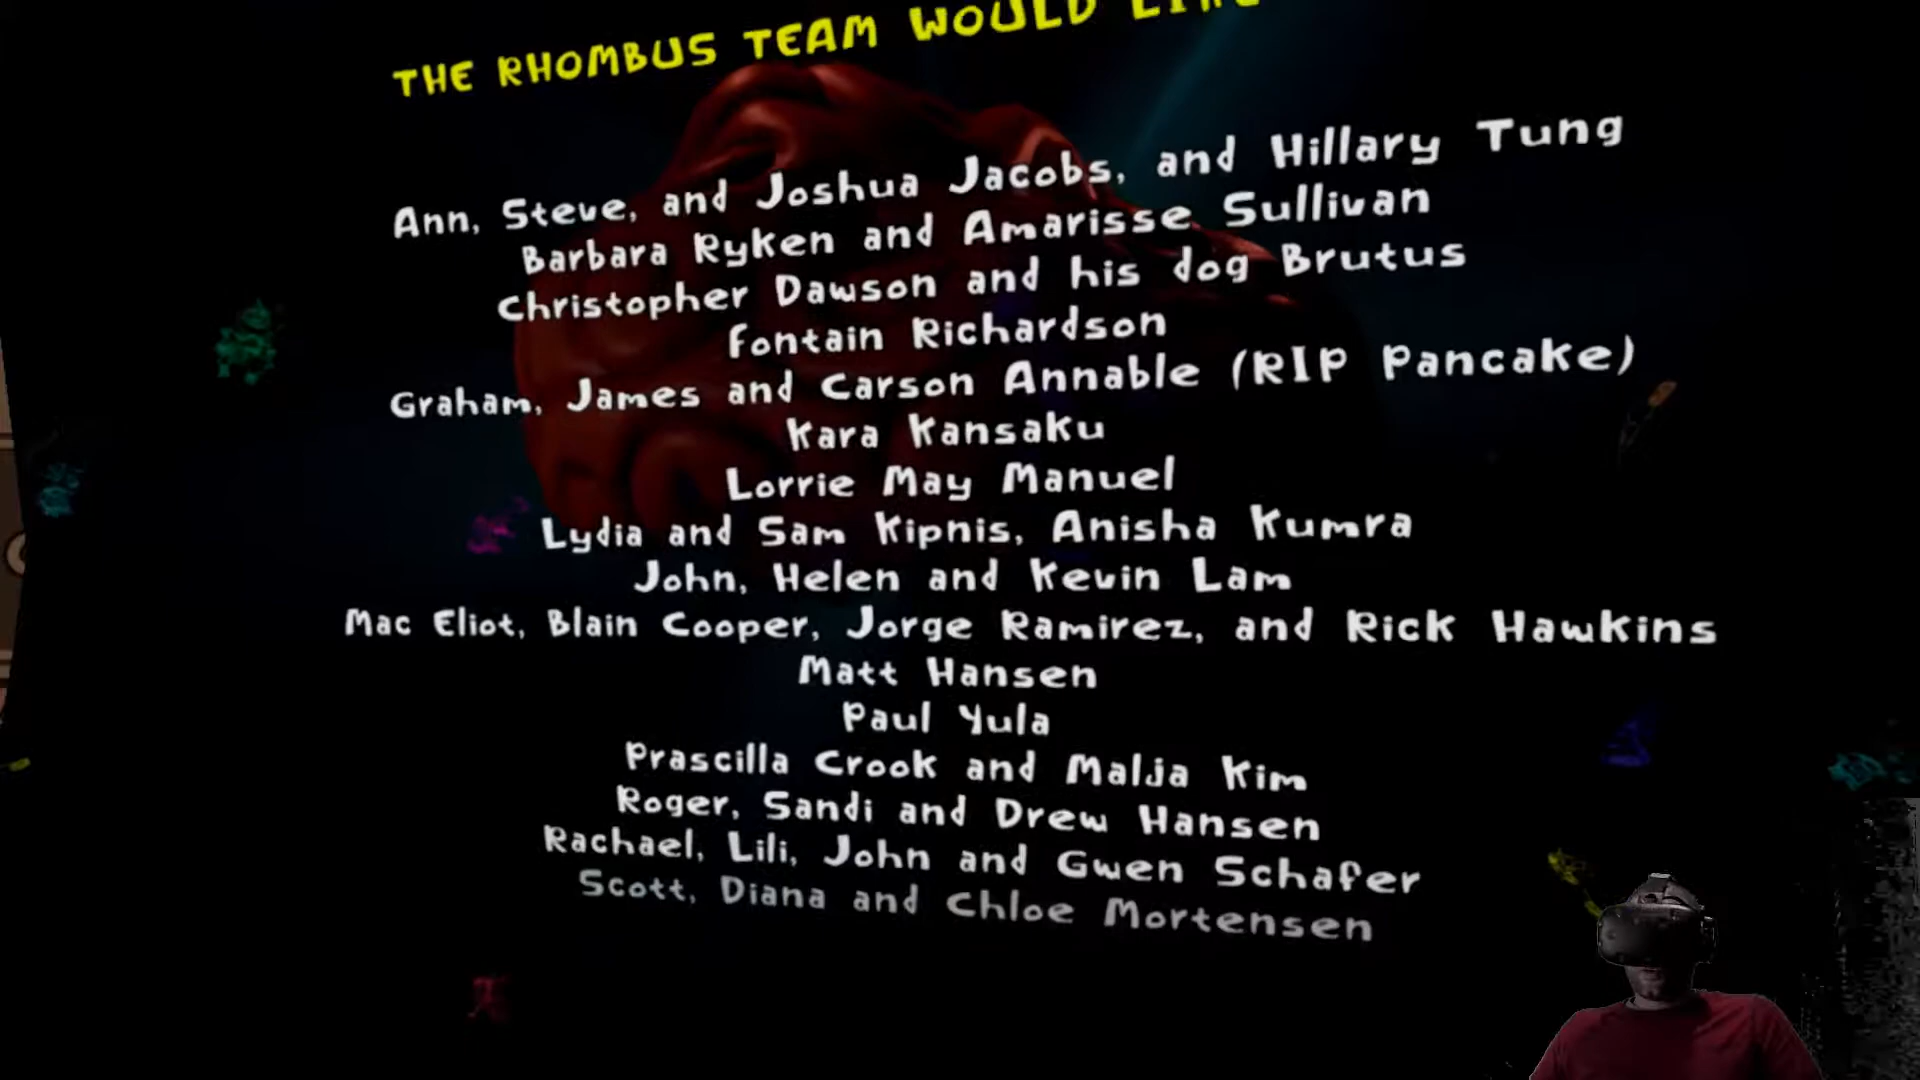 THE RHOMBUS TEAM WOULD
Ann, Steve, and Joshua Jacobs, and Hillary Tung
Barbara Ryken and Amarisse Sullivan
Christopher Dawson and his dog Brutus
Fontain Richardson
Graham, James and Carson Annable (RIP Pancake)
Kara Kansaku
Lorrie May Manuel
Lydia and Sam Kipnis, Anisha Kumra
John, Helen and Kevin Lam
Mac Eliot, Blain Cooper, Jorge Ramirez, and Rick Hawkins
Matt Hansen
Paul Yula
Prascilla Crook and Malja Kim
Roger, Sandi and Drew Hansen
Rachael, Lili, John and Gwen Schafer
Scott, Diana and Chloe Mortensen